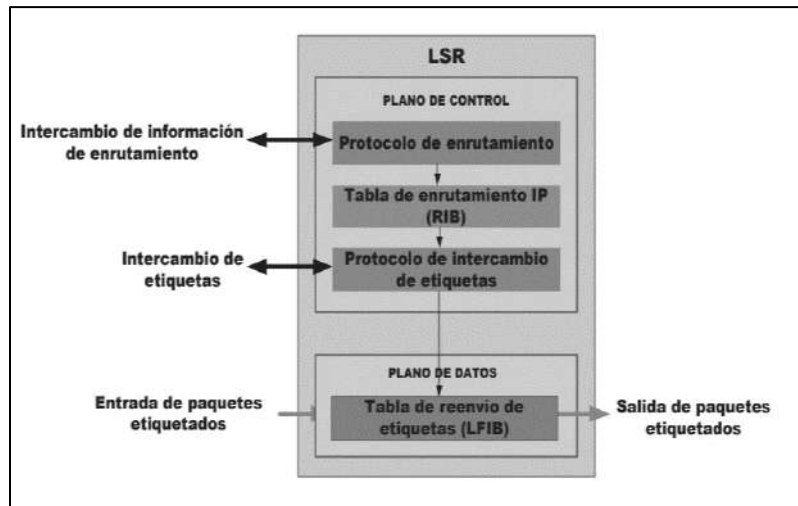 LSR
PLANO DE CONTROL
Intercambio de información
de enrutamiento
Protocolo de enrutamiento
Tabla de enrutamiento IP
(RIB)
Intercambio de
etiquetas
Protocolo de intercambio
de etiquetas
PLANO DE DATOS
Entrada de paquetes
etiquetados
Tabla de reenvío de
etiquetas (LFIB)
Salida de paquetes
etiquetados